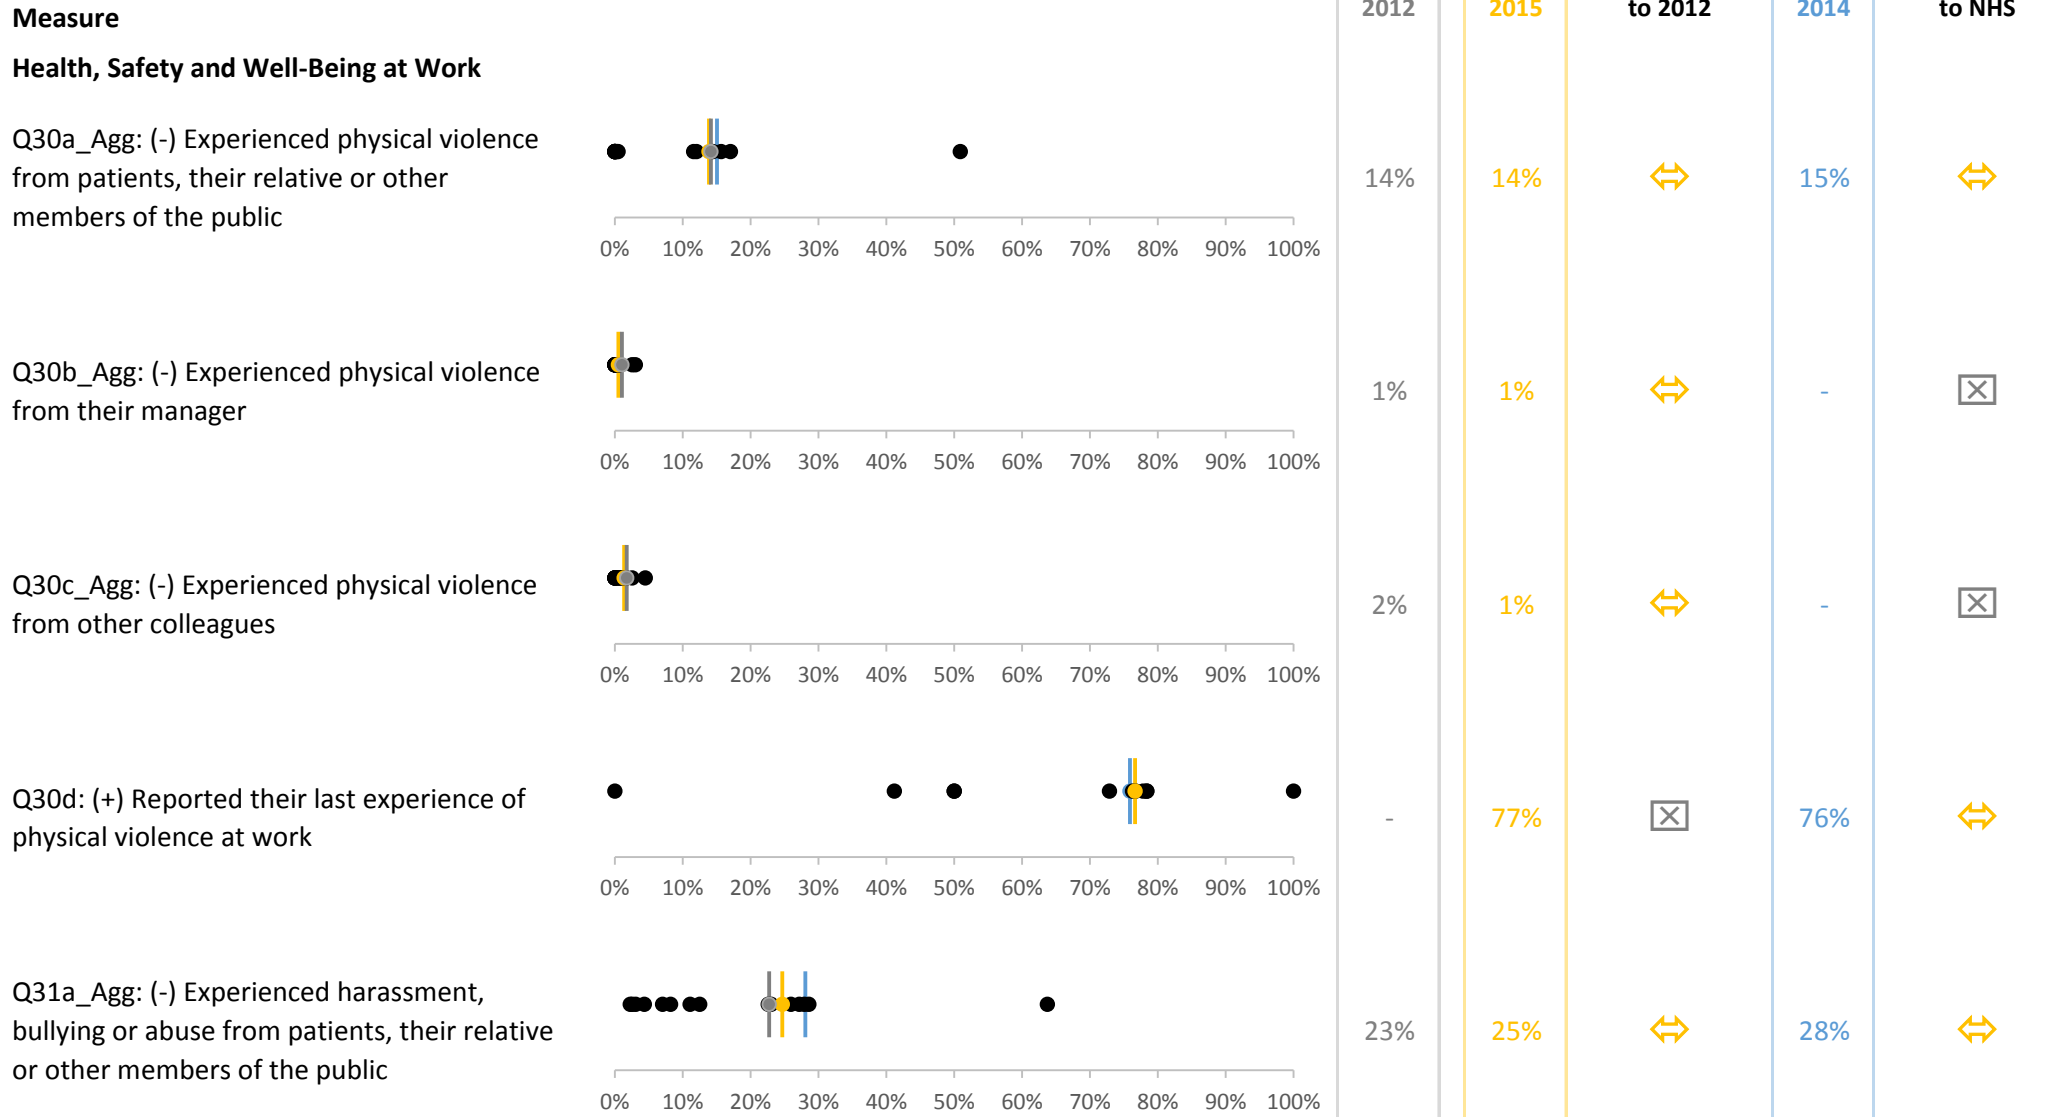 Measure 2012 2015 to 2012 2014 to NHS
Health, Safety and Well-Being at Work
Q30a_Agg: (-) Experienced physical violence
from patients, their relative or other
members of the public
14% 14% 15%
0% 10% 20% 30% 40% 50% 60% 70% 80% 90% 100%
Q30b_Agg: (-) Experienced physical violence
from their manager
1% 1% -
0% 10% 20% 30% 40% 50% 60% 70% 80% 90% 100%
Q30c_Agg: (-) Experienced physical violence
from other colleagues
2% 1% -
0% 10% 20% 30% 40% 50% 60% 70% 80% 90% 100%
Q30d: (+) Reported their last experience of
physical violence at work
- 77% 76%
0% 10% 20% 30% 40% 50% 60% 70% 80% 90% 100%
Q31a_Agg: (-) Experienced harassment,
bullying or abuse from patients, their relative
or other members of the public
23% 25% 28%
0% 10% 20% 30% 40% 50% 60% 70% 80% 90% 100%